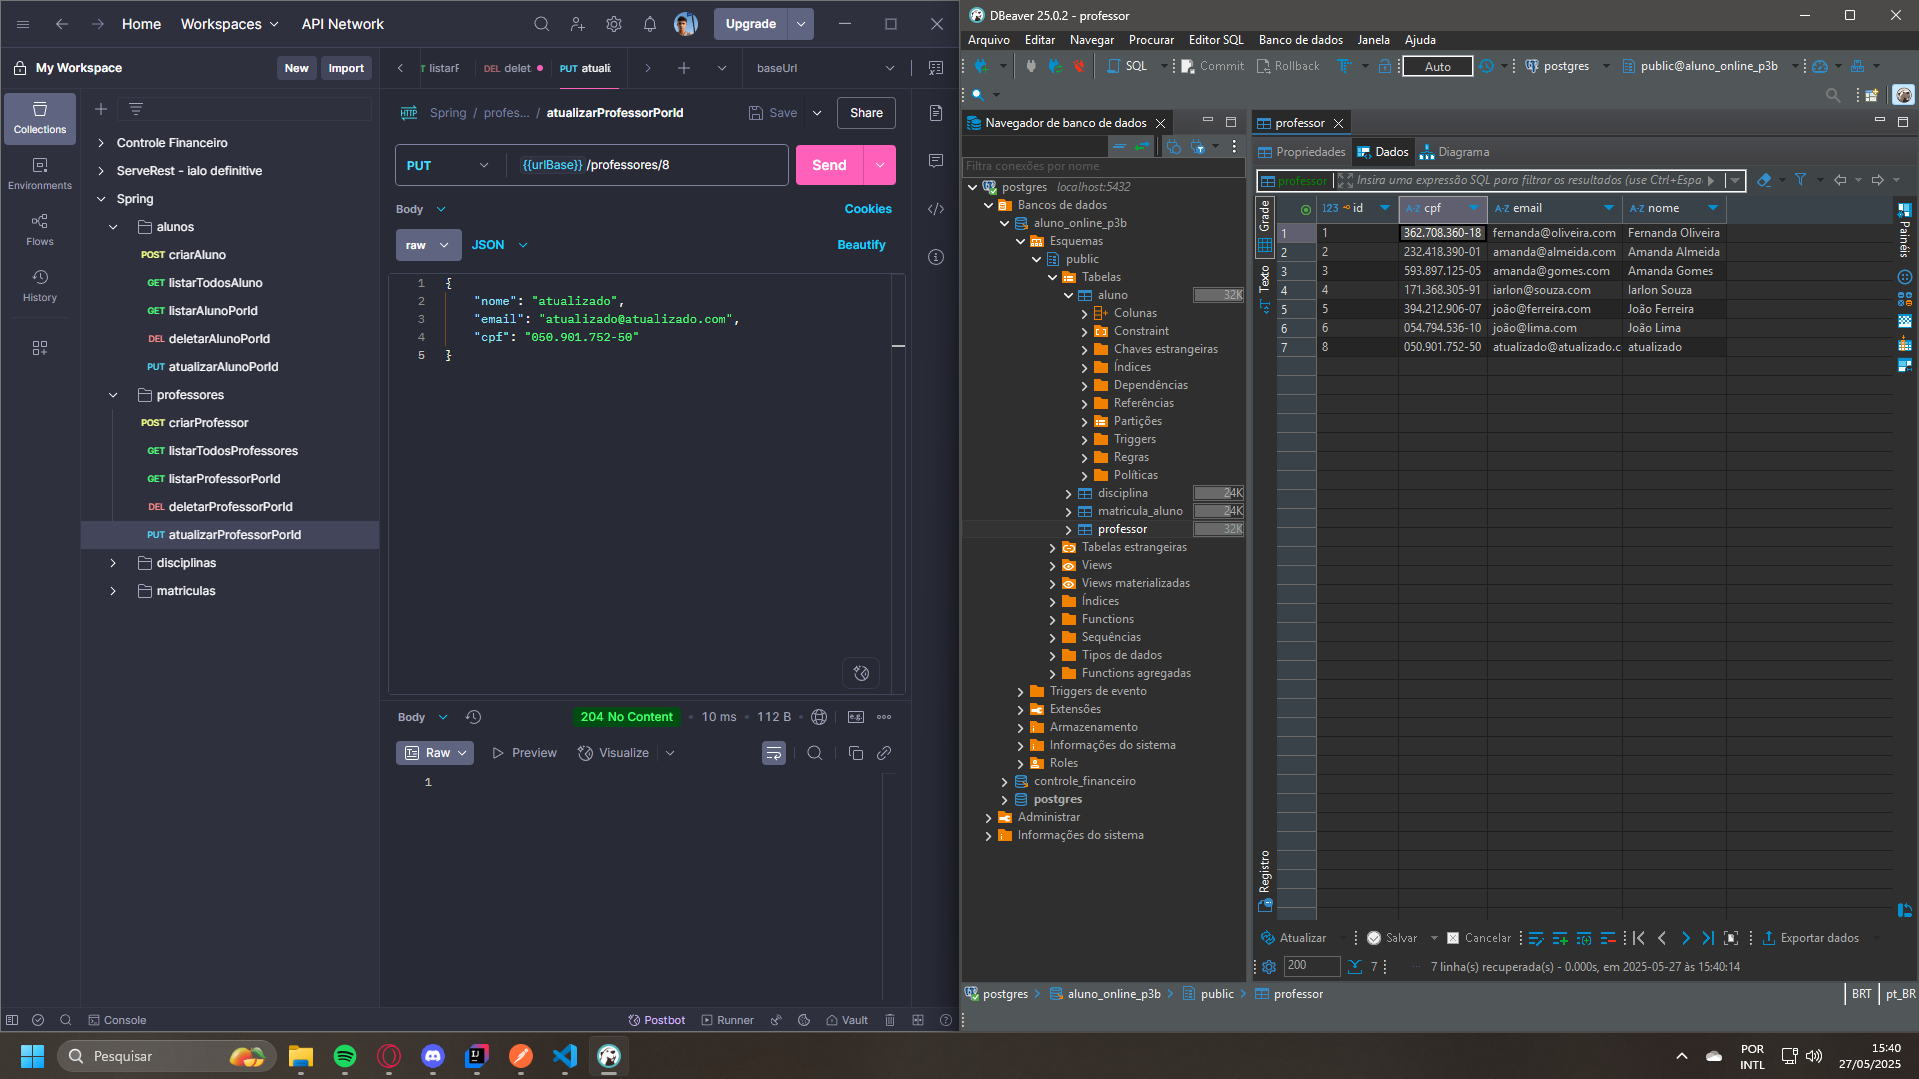 Home
Workspaces
API Network
Upgrade
My Workspace
New
Import
Collections
Environments
Flows
History
Controle Financeiro
ServeRest - ialo definitive
Spring
alunos
POST criarAluno
GET listarTodosAluno
GET listarAlunoPorId
DEL deletarAlunoPorId
PUT atualizarAlunoPorId
professores
POST criarProfessor
GET listarTodosProfessores
GET listarProfessorPorId
DEL deletarProfessorPorId
PUT atualizarProfessorPorId
disciplinas
matriculas
T listarF
DEL delet
PUT atuali
baseUrl
HTTP
Spring / profes... / atualizarProfessorPorId
Save
Share
PUT
{{urlBase}} /professores/8
Send
Body
Cookies
raw
JSON
Beautify
1 {
2 "nome": "atualizado",
3 "email": "atualizado@atualizado.com",
4 "cpf": "050.901.752-50"
5 }
Body
204 No Content
10 ms
112 B
e.g.
Raw
Preview
Visualize
1
Console
Postbot
Runner
Vault
DBeaver 25.0.2 - professor
Arquivo Editar Navegar Procurar Editor SQL Banco de dados Janela Ajuda
SQL
Commit
Rollback
Auto
postgres
public@aluno_online_p3b
Navegador de banco de dados
Filtra conexões por nome
postgres localhost:5432
Bancos de dados
aluno_online_p3b
Esquemas
public
Tabelas
aluno 32K
Colunas
Constraint
Chaves estrangeiras
Índices
Dependências
Referências
Partições
Triggers
Regras
Políticas
disciplina 24K
matricula_aluno 24K
professor 32K
Tabelas estrangeiras
Views
Views materializadas
Índices
Functions
Sequências
Tipos de dados
Functions agregadas
Triggers de evento
Extensões
Armazenamento
Informações do sistema
Roles
controle_financeiro
postgres
Administrar
Informações do sistema
professor
Propriedades
Dados
Diagrama
professor
Insira uma expressão SQL para filtrar os resultados (use Ctrl+Espa
Grade
Texto
Registro
Painéis
123 id A-Z cpf A-Z email A-Z nome
1 1 362.708.360-18 fernanda@oliveira.com Fernanda Oliveira
2 2 232.418.390-01 amanda@almeida.com Amanda Almeida
3 3 593.897.125-05 amanda@gomes.com Amanda Gomes
4 4 171.368.305-91 iarlon@souza.com Iarlon Souza
5 5 394.212.906-07 joão@ferreira.com João Ferreira
6 6 054.794.536-10 joão@lima.com João Lima
7 8 050.901.752-50 atualizado@atualizado.c atualizado
Atualizar
Salvar
Cancelar
Exportar dados
200
7
7 linha(s) recuperada(s) - 0.000s, em 2025-05-27 às 15:40:14
postgres
aluno_online_p3b
public
professor
BRT
pt_BR
Pesquisar
POR
INTL
15:40
27/05/2025